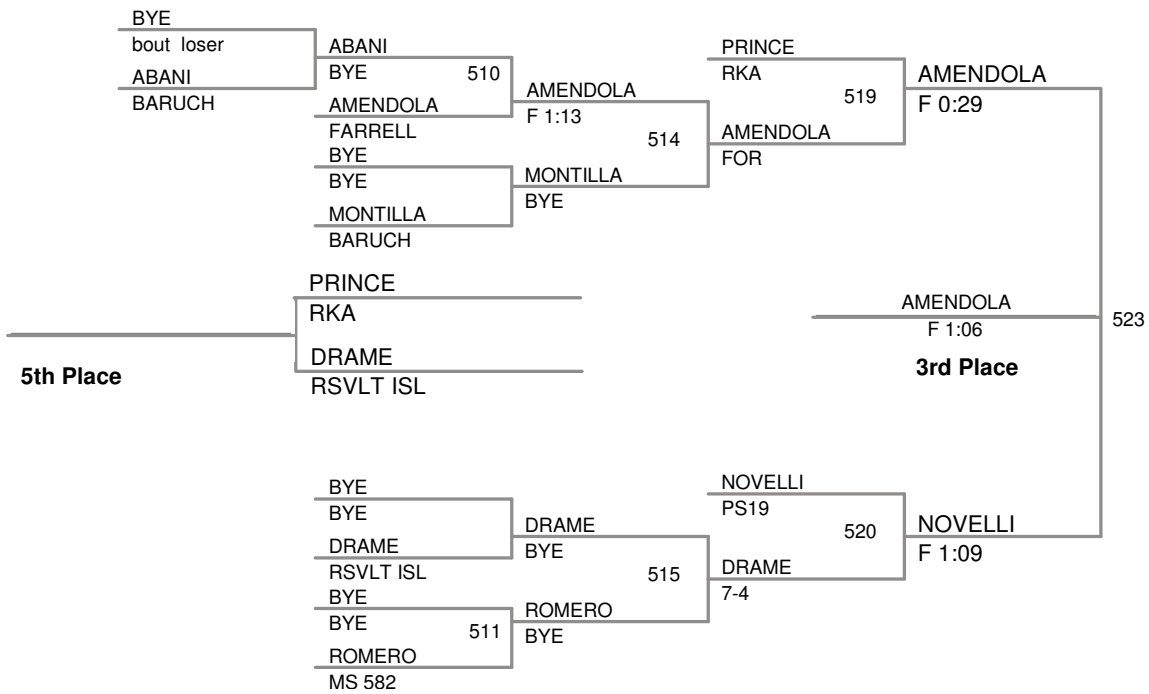 BYE
bout loser
ABANI
BARUCH
ABANI
BYE
510
AMENDOLA
FARRELL
BYE
BYE
MONTILLA
BARUCH
AMENDOLA
F 1:13
514
MONTILLA
BYE
PRINCE
RKA
519
AMENDOLA
FOR
AMENDOLA
F 0:29
PRINCE
RKA
5th Place
DRAME
RSVLT ISL
AMENDOLA
F 1:06
523
3rd Place
BYE
BYE
DRAME
RSVLT ISL
BYE
BYE
511
ROMERO
MS 582
DRAME
BYE
515
ROMERO
BYE
NOVELLI
PS19
520
DRAME
7-4
NOVELLI
F 1:09